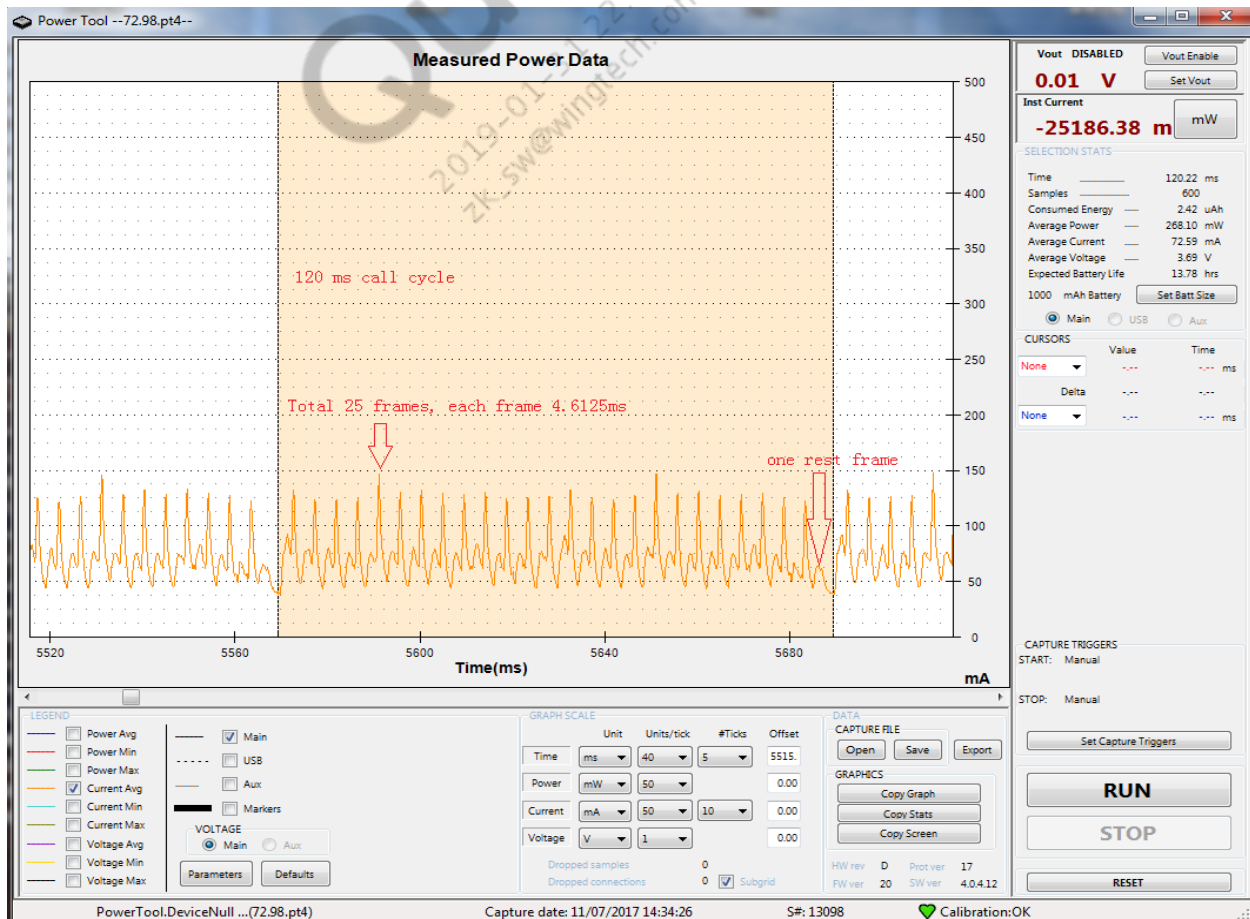 Power Tool --72.98.pt4--
Measured Power Data
500
450
400
350
300
250
200
150
100
50
0
mA
5520 5560 5600 5640 5680
Time(ms)
120 ms call cycle
Total 25 frames, each frame 4.6125ms
one rest frame
2019-01-31 22.
zk_sw@wingtech.com
Vout DISABLED
0.01 V
Vout Enable
Set Vout
Inst Current
-25186.38 m
mW
SELECTION STATS
Time 120.22 ms
Samples 600
Consumed Energy 2.42 uAh
Average Power 268.10 mW
Average Current 72.59 mA
Average Voltage 3.69 V
Expected Battery Life 13.78 hrs
1000 mAh Battery Set Batt Size
Main USB Aux
CURSORS
Value Time
None -.-- -.-- ms
Delta -.-- -.--
None -.-- -.-- ms
CAPTURE TRIGGERS
START: Manual
STOP: Manual
Set Capture Triggers
RUN
STOP
RESET
LEGEND
Power Avg
Power Min
Power Max
Current Avg
Current Min
Current Max
Voltage Avg
Voltage Min
Voltage Max
Main
USB
Aux
Markers
VOLTAGE
Main Aux
Parameters Defaults
GRAPH SCALE
Unit Units/tick #Ticks Offset
Time ms 40 5 5515.
Power mW 50 0.00
Current mA 50 10 0.00
Voltage V 1 0.00
Dropped samples 0
Dropped connections 0 Subgrid
DATA
CAPTURE FILE
Open Save Export
GRAPHICS
Copy Graph
Copy Stats
Copy Screen
HW rev D Prot ver 17
FW ver 20 SW ver 4.0.4.12
PowerTool.DeviceNull ...(72.98.pt4) Capture date: 11/07/2017 14:34:26 S#: 13098 Calibration:OK